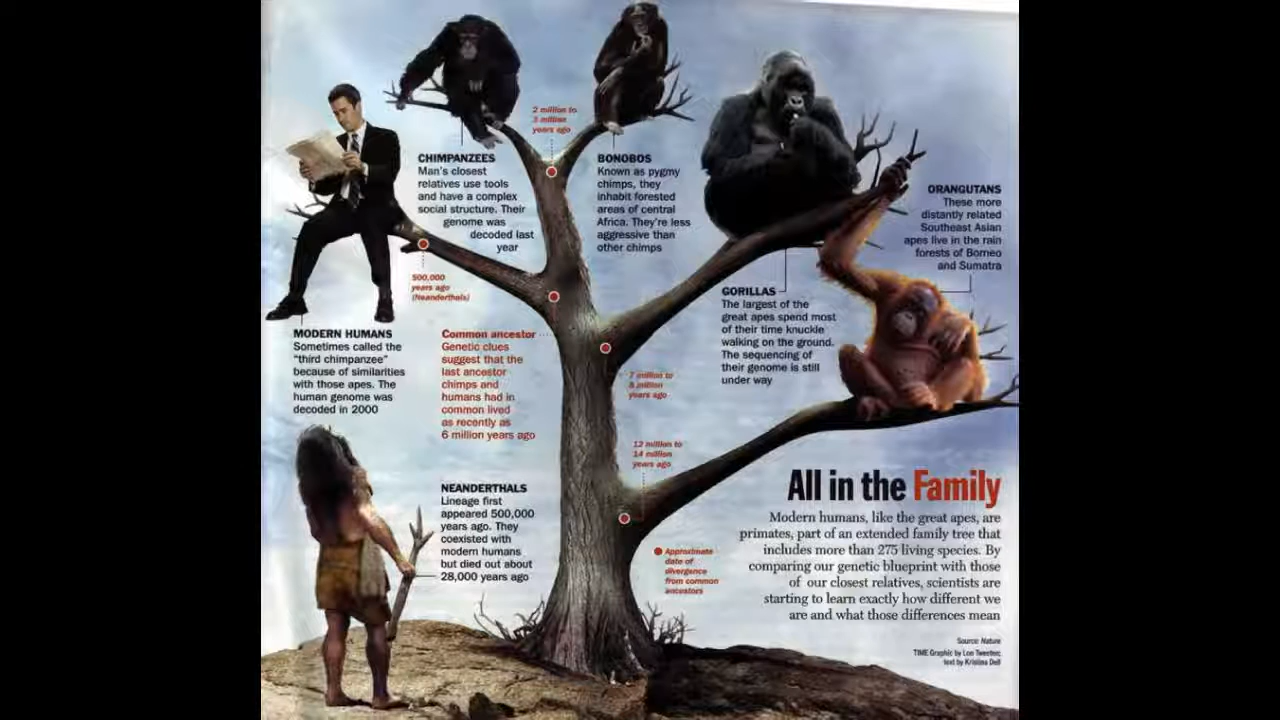 2 million to
3 million
years ago
CHIMPANZEES
Man's closest
relatives use tools
and have a complex
social structure. Their
genome was
decoded last
year
BONOBOS
Known as pygmy
chimps, they
inhabit forested
areas of central
Africa. They're less
aggressive than
other chimps
ORANGUTANS
These more
distantly related
Southeast Asian
apes live in the rain
forests of Borneo
and Sumatra
500,000
years ago
(Neanderthals)
GORILLAS
The largest of the
great apes spend most
of their time knuckle
walking on the ground.
The sequencing of
their genome is still
under way
MODERN HUMANS
Sometimes called the
"third chimpanzee"
because of similarities
with those apes. The
human genome was
decoded in 2000
Common ancestor
Genetic clues
suggest that the
last ancestor
chimps and
humans had in
common lived
as recently as
6 million years ago
7 million to
8 million
years ago
12 million to
14 million
years ago
NEANDERTHALS
Lineage first
appeared 500,000
years ago. They
coexisted with
modern humans
but died out about
28,000 years ago
All in the Family
Modern humans, like the great apes, are
primates, part of an extended family tree that
includes more than 275 living species. By
comparing our genetic blueprint with those
of our closest relatives, scientists are
starting to learn exactly how different we
are and what those differences mean
Approximate
date of
divergence
from common
ancestors
Source: Nature
TIME Graphic by Lon Tweeten;
text by Kristina Dell